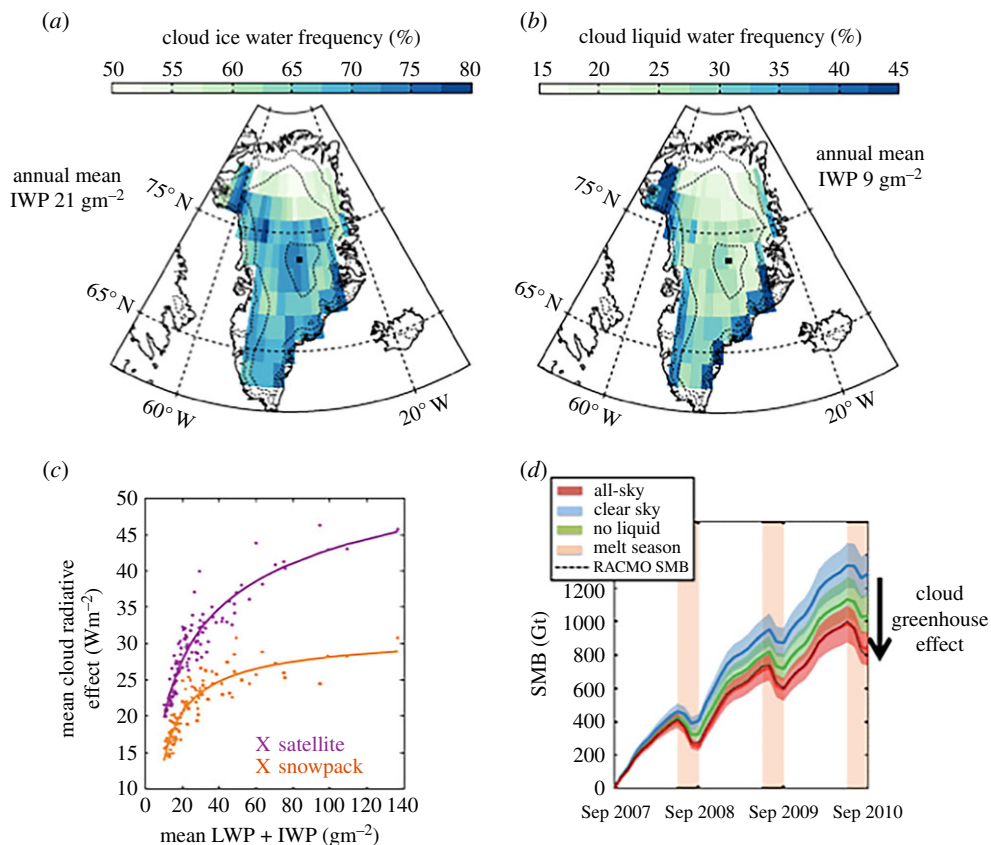 (a)
(b)
cloud ice water frequency (%)
cloud liquid water frequency (%)
50 55 60 65 70 75 80
15 20 25 30 35 40 45
annual mean
IWP 21 gm−2
annual mean
IWP 9 gm−2
75° N
75° N
65° N
65° N
60° W
20° W
60° W
20° W
(c)
(d)
mean cloud radiative
effect (Wm−2)
50
45
40
35
30
25
20
15
10
X satellite
X snowpack
0 20 40 60 80 100 120 140
mean LWP + IWP (gm−2)
all-sky
clear sky
no liquid
melt season
RACMO SMB
SMB (Gt)
1200
1000
800
600
400
200
0
cloud
greenhouse
effect
Sep 2007 Sep 2008 Sep 2009 Sep 2010